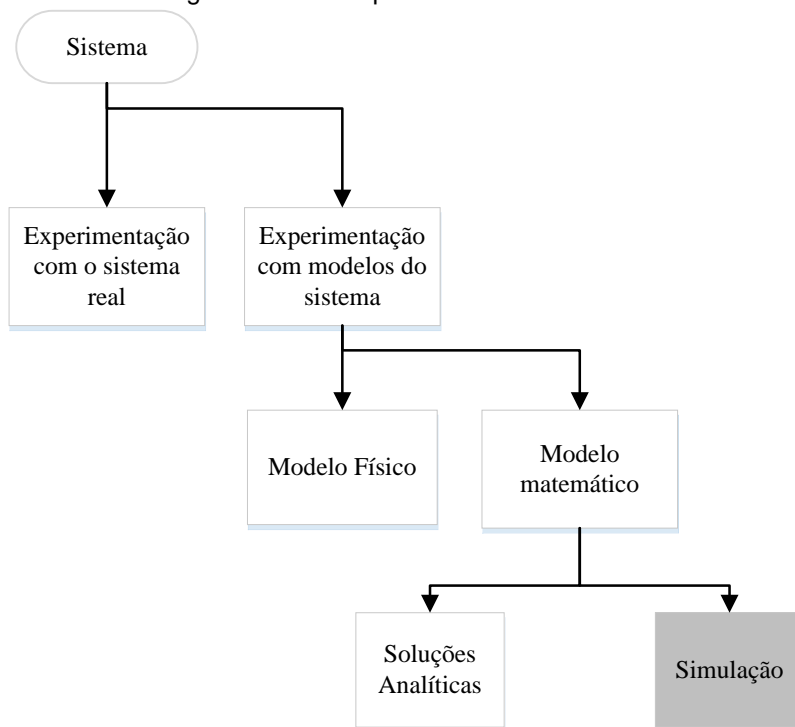 Sistema
Experimentação
com o sistema
real
Experimentação
com modelos do
sistema
Modelo Físico
Modelo
matemático
Soluções
Analíticas
Simulação